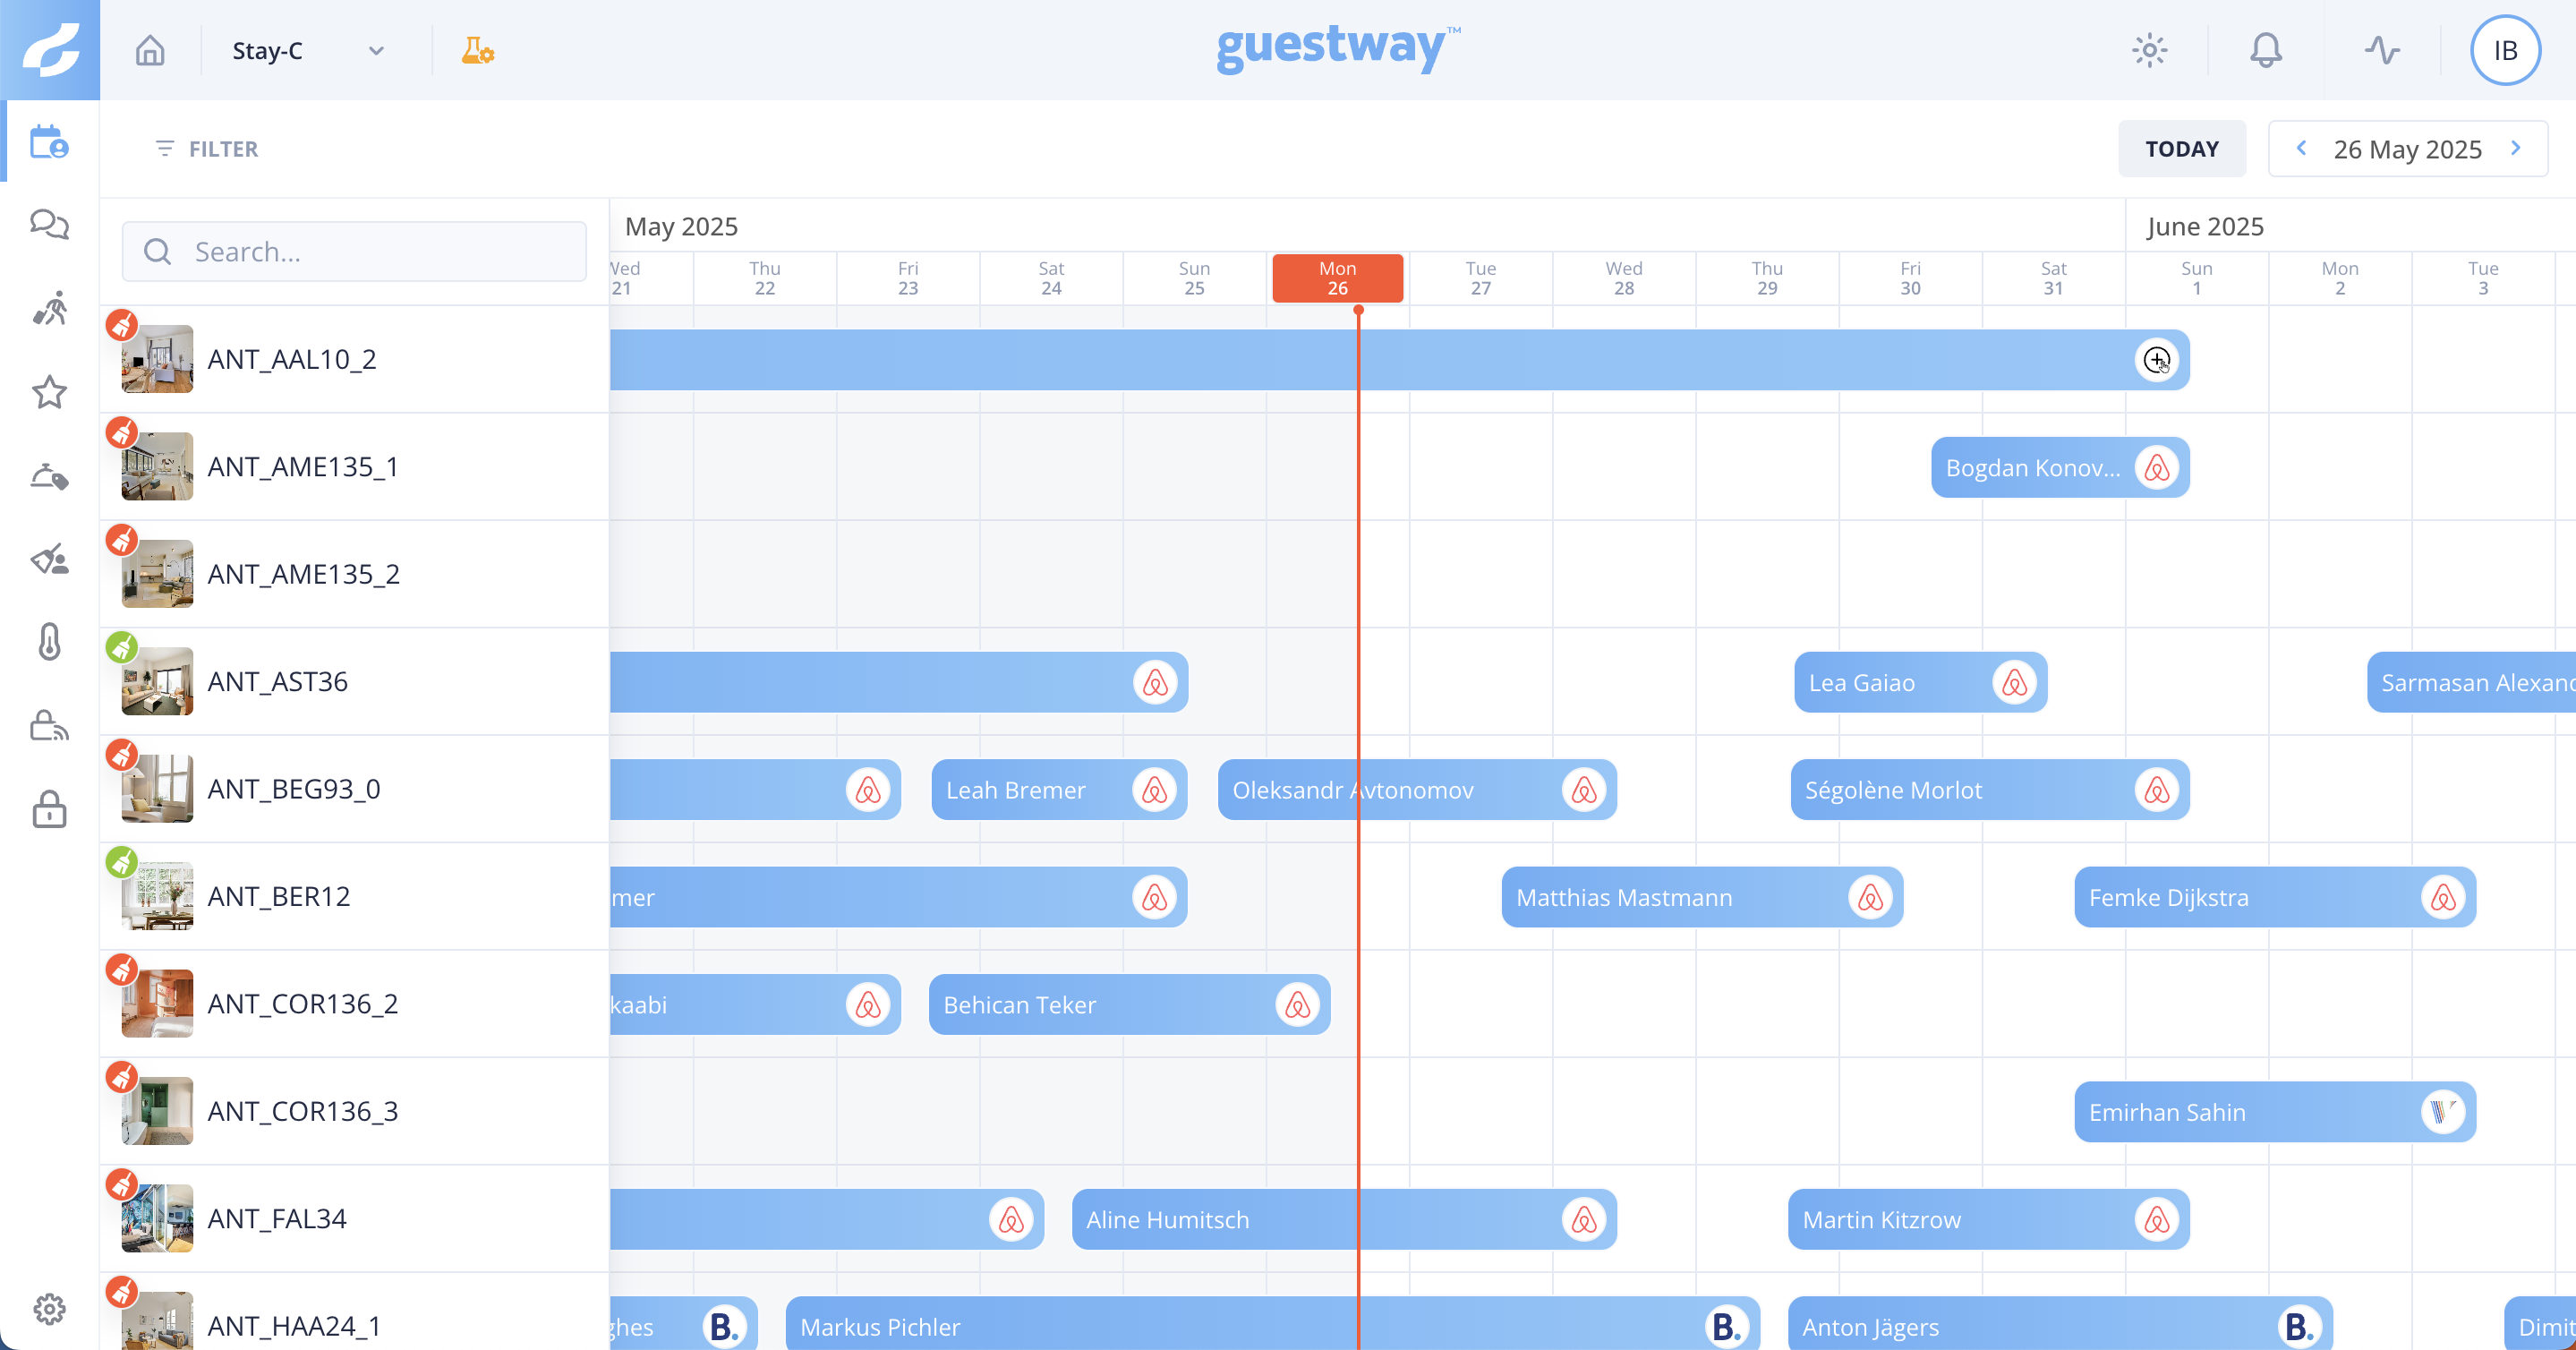 Stay-C
guestway™
IB
FILTER
TODAY
26 May 2025
Search...
May 2025
June 2025
Wed 21
Thu 22
Fri 23
Sat 24
Sun 25
Mon 26
Tue 27
Wed 28
Thu 29
Fri 30
Sat 31
Sun 1
Mon 2
Tue 3
ANT_AAL10_2
ANT_AME135_1
Bogdan Konov...
ANT_AME135_2
ANT_AST36
Lea Gaiao
Sarmasan Alexand
ANT_BEG93_0
Leah Bremer
Oleksandr Avtonomov
Ségolène Morlot
ANT_BER12
mer
Matthias Mastmann
Femke Dijkstra
ANT_COR136_2
kaabi
Behican Teker
ANT_COR136_3
Emirhan Sahin
ANT_FAL34
Aline Humitsch
Martin Kitzrow
ANT_HAA24_1
ghes
B.
Markus Pichler
B.
Anton Jägers
B.
Dimit